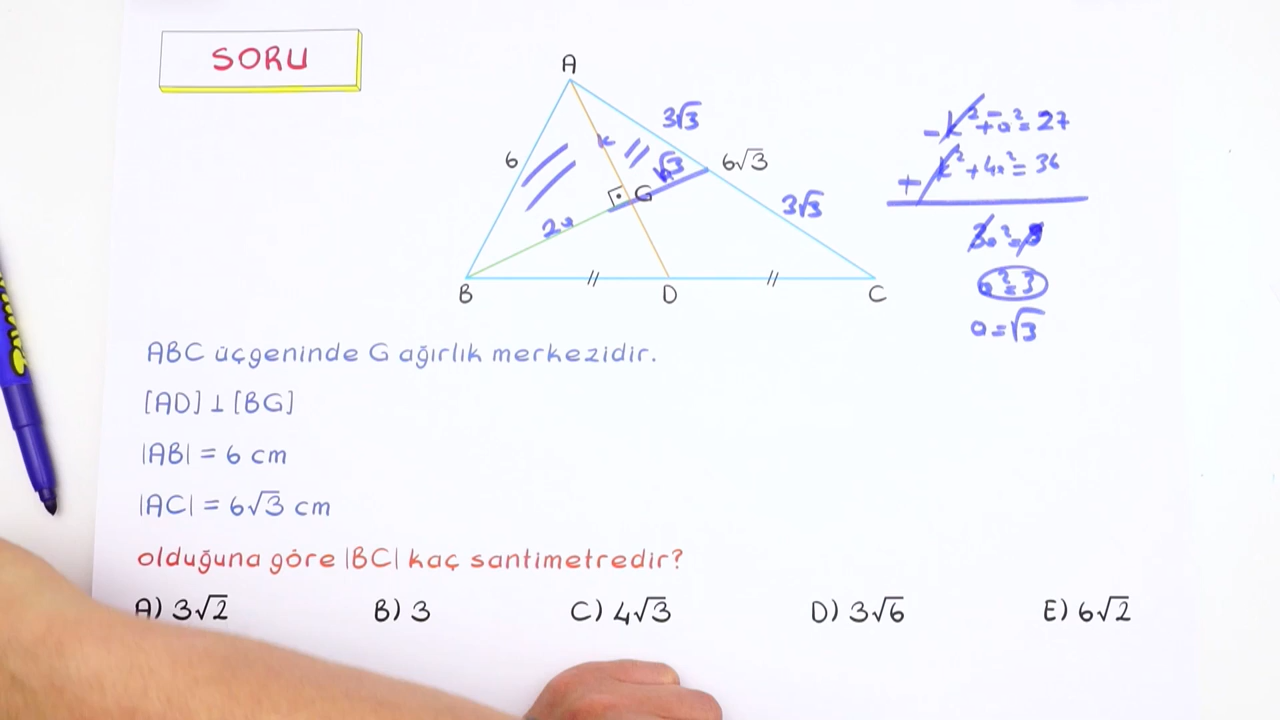 SORU
A
3√3
6
k
√3
6√3
G
2a
3√3
B
D
C
-k²+a²=27
+ k²+4a²=36
3a²=9
a²=3
a=√3
ABC üçgeninde G ağırlık merkezidir.
[AD] ⊥ [BG]
|AB| = 6 cm
|AC| = 6√3 cm
olduğuna göre |BC| kaç santimetredir?
A) 3√2 B) 3 C) 4√3 D) 3√6 E) 6√2